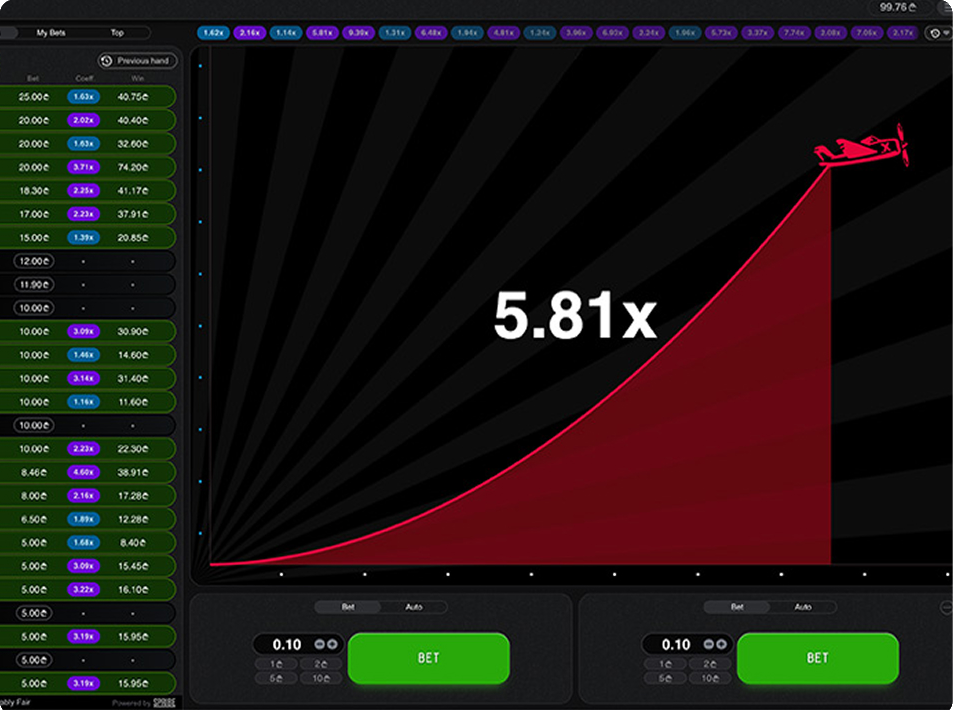 99.76 ₾
My Bets Top
1.62x 2.16x 1.14x 5.81x 9.39x 1.31x 6.48x 1.94x 4.81x 1.24x 3.96x 6.93x 2.24x 1.96x 5.73x 3.37x 7.74x 2.08x 7.05x 2.17x
Previous hand
Bet Coeff. Win
25.00₾ 1.63x 40.75₾
20.00₾ 2.02x 40.40₾
20.00₾ 1.63x 32.60₾
20.00₾ 3.71x 74.20₾
18.30₾ 2.25x 41.17₾
17.00₾ 2.23x 37.91₾
15.00₾ 1.39x 20.85₾
12.00₾ - -
11.90₾ - -
10.00₾ - -
10.00₾ 3.09x 30.90₾
10.00₾ 1.46x 14.60₾
10.00₾ 3.14x 31.40₾
10.00₾ 1.16x 11.60₾
10.00₾ - -
10.00₾ 2.23x 22.30₾
8.46₾ 4.60x 38.91₾
8.00₾ 2.16x 17.28₾
6.50₾ 1.89x 12.28₾
5.00₾ 1.68x 8.40₾
5.00₾ 3.09x 15.45₾
5.00₾ 3.22x 16.10₾
5.00₾ - -
5.00₾ 3.19x 15.95₾
5.00₾ - -
5.00₾ 3.19x 15.95₾
ably Fair Powered by SPRIBE
X
5.81x
Bet Auto
0.10
1₾ 2₾
5₾ 10₾
BET
Bet Auto
0.10
1₾ 2₾
5₾ 10₾
BET